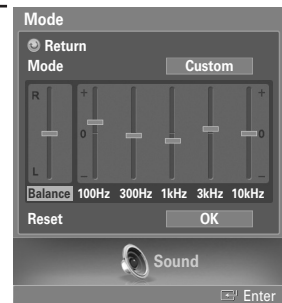 Mode
Return
Mode Custom
R + +
0 0
L - -
Balance 100Hz 300Hz 1kHz 3kHz 10kHz
Reset OK
Sound
Enter